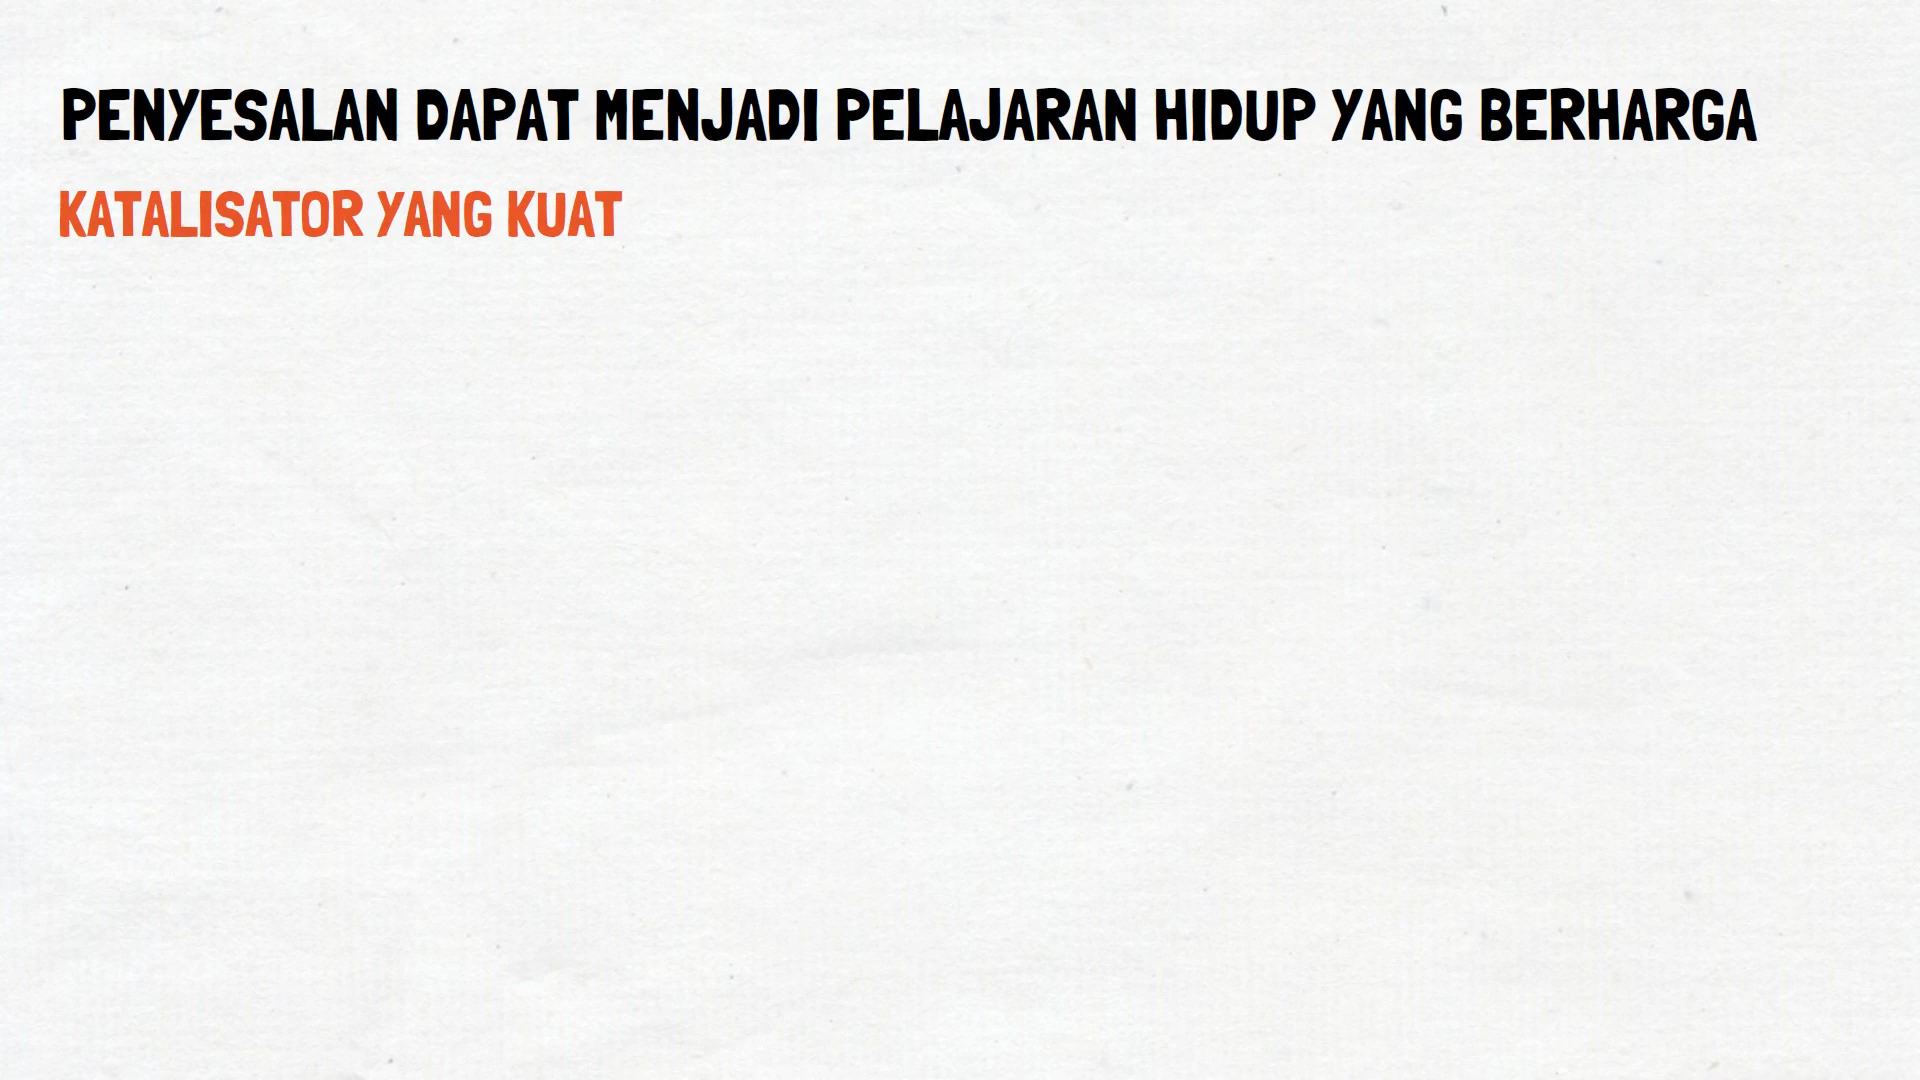 PENYESALAN DAPAT MENJADI PELAJARAN HIDUP YANG BERHARGA
KATALISATOR YANG KUAT